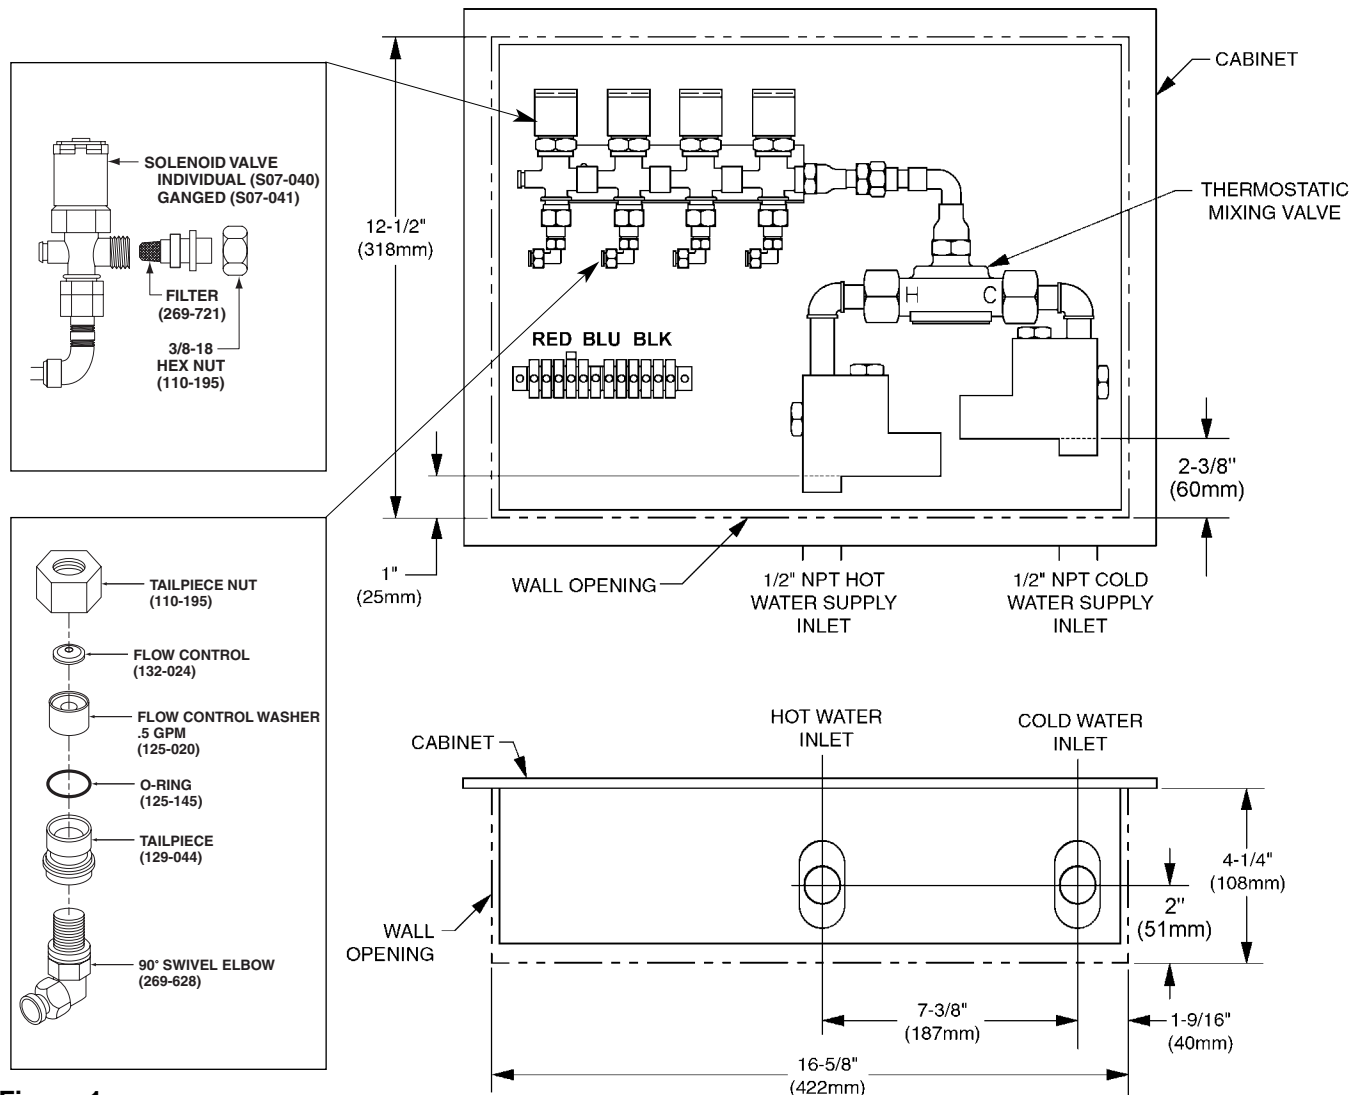 SOLENOID VALVE
INDIVIDUAL (S07-040)
GANGED (S07-041)
FILTER
(269-721)
3/8-18
HEX NUT
(110-195)
TAILPIECE NUT
(110-195)
FLOW CONTROL
(132-024)
FLOW CONTROL WASHER
.5 GPM
(125-020)
O-RING
(125-145)
TAILPIECE
(129-044)
90° SWIVEL ELBOW
(269-628)
12-1/2"
(318mm)
CABINET
THERMOSTATIC
MIXING VALVE
H C
RED BLU BLK
2-3/8"
(60mm)
1"
(25mm)
WALL OPENING
1/2" NPT HOT
WATER SUPPLY
INLET
1/2" NPT COLD
WATER SUPPLY
INLET
HOT WATER
INLET
COLD WATER
INLET
CABINET
4-1/4"
(108mm)
2"
(51mm)
WALL
OPENING
7-3/8"
(187mm)
1-9/16"
(40mm)
16-5/8"
(422mm)